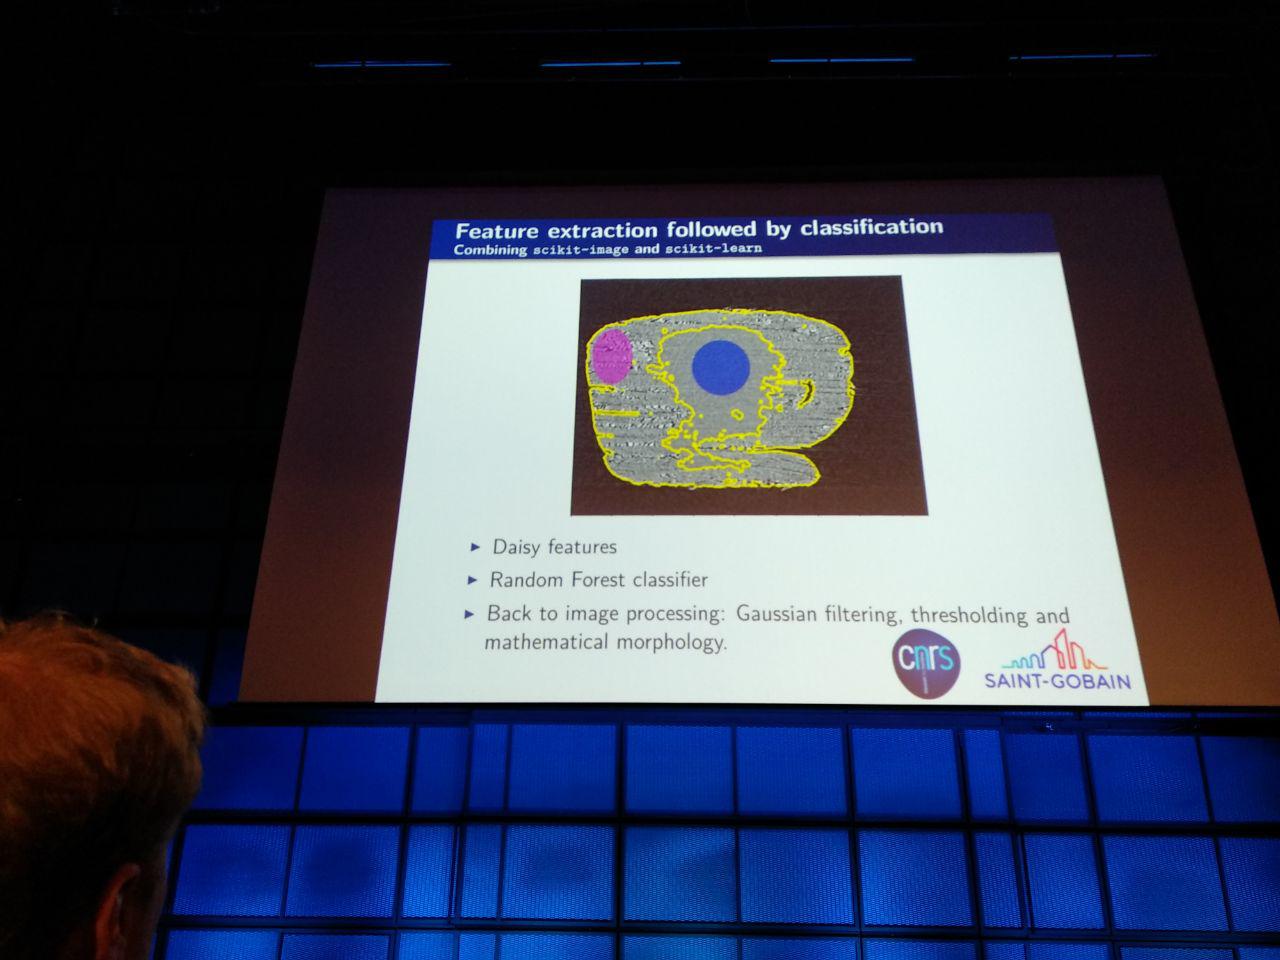 Feature extraction followed by classification
Combining scikit-image and scikit-learn
▶ Daisy features
▶ Random Forest classifier
▶ Back to image processing: Gaussian filtering, thresholding and
mathematical morphology.
cnrs
SAINT-GOBAIN